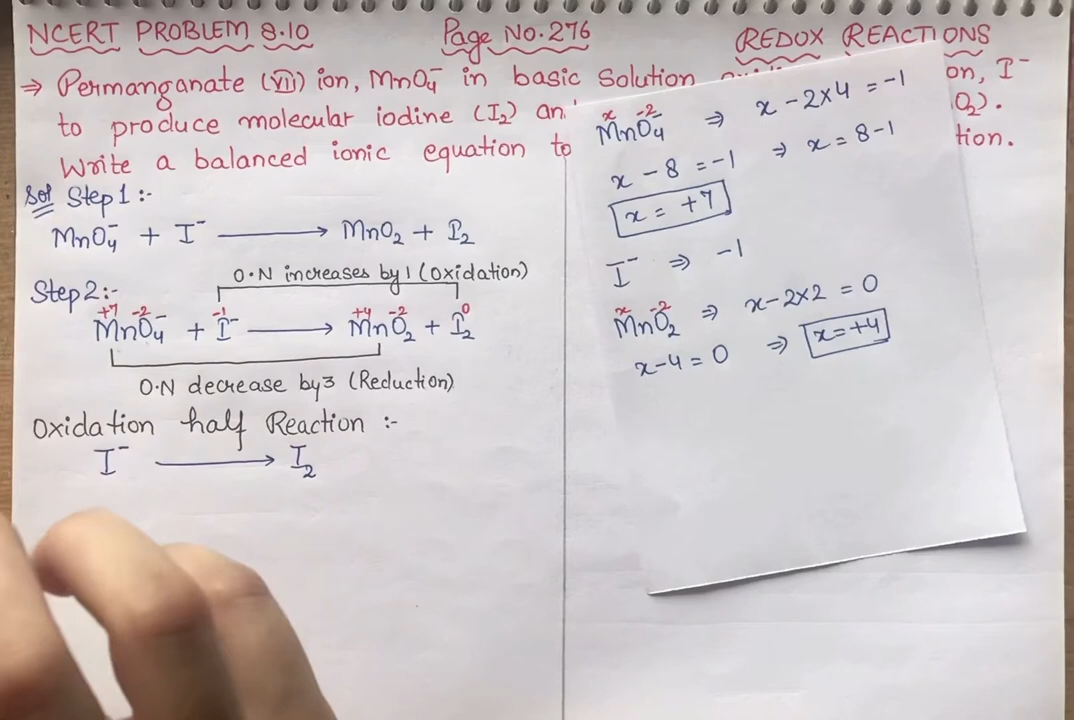 NCERT PROBLEM 8.10 Page No. 276 REDOX REACTIONS
⇒ Permanganate (VII) ion, MnO₄⁻ in basic solution on, I⁻
to produce molecular iodine (I₂) an O₂).
Write a balanced ionic equation to tion.
Sol Step 1 :-
MnO₄⁻ + I⁻ ⟶ MnO₂ + I₂
O.N increases by 1 (Oxidation)
Step 2 :-
+7 -2 -1 +4 -2 0
MnO₄⁻ + I⁻ ⟶ MnO₂ + I₂
O.N decrease by 3 (Reduction)
Oxidation half Reaction :-
I⁻ ⟶ I₂
x -2
MnO₄⁻ ⇒ x - 2×4 = -1
x - 8 = -1 ⇒ x = 8-1
x = +7
I⁻ ⇒ -1
x -2
MnO₂ ⇒ x - 2×2 = 0
x-4 = 0 ⇒ x=+4